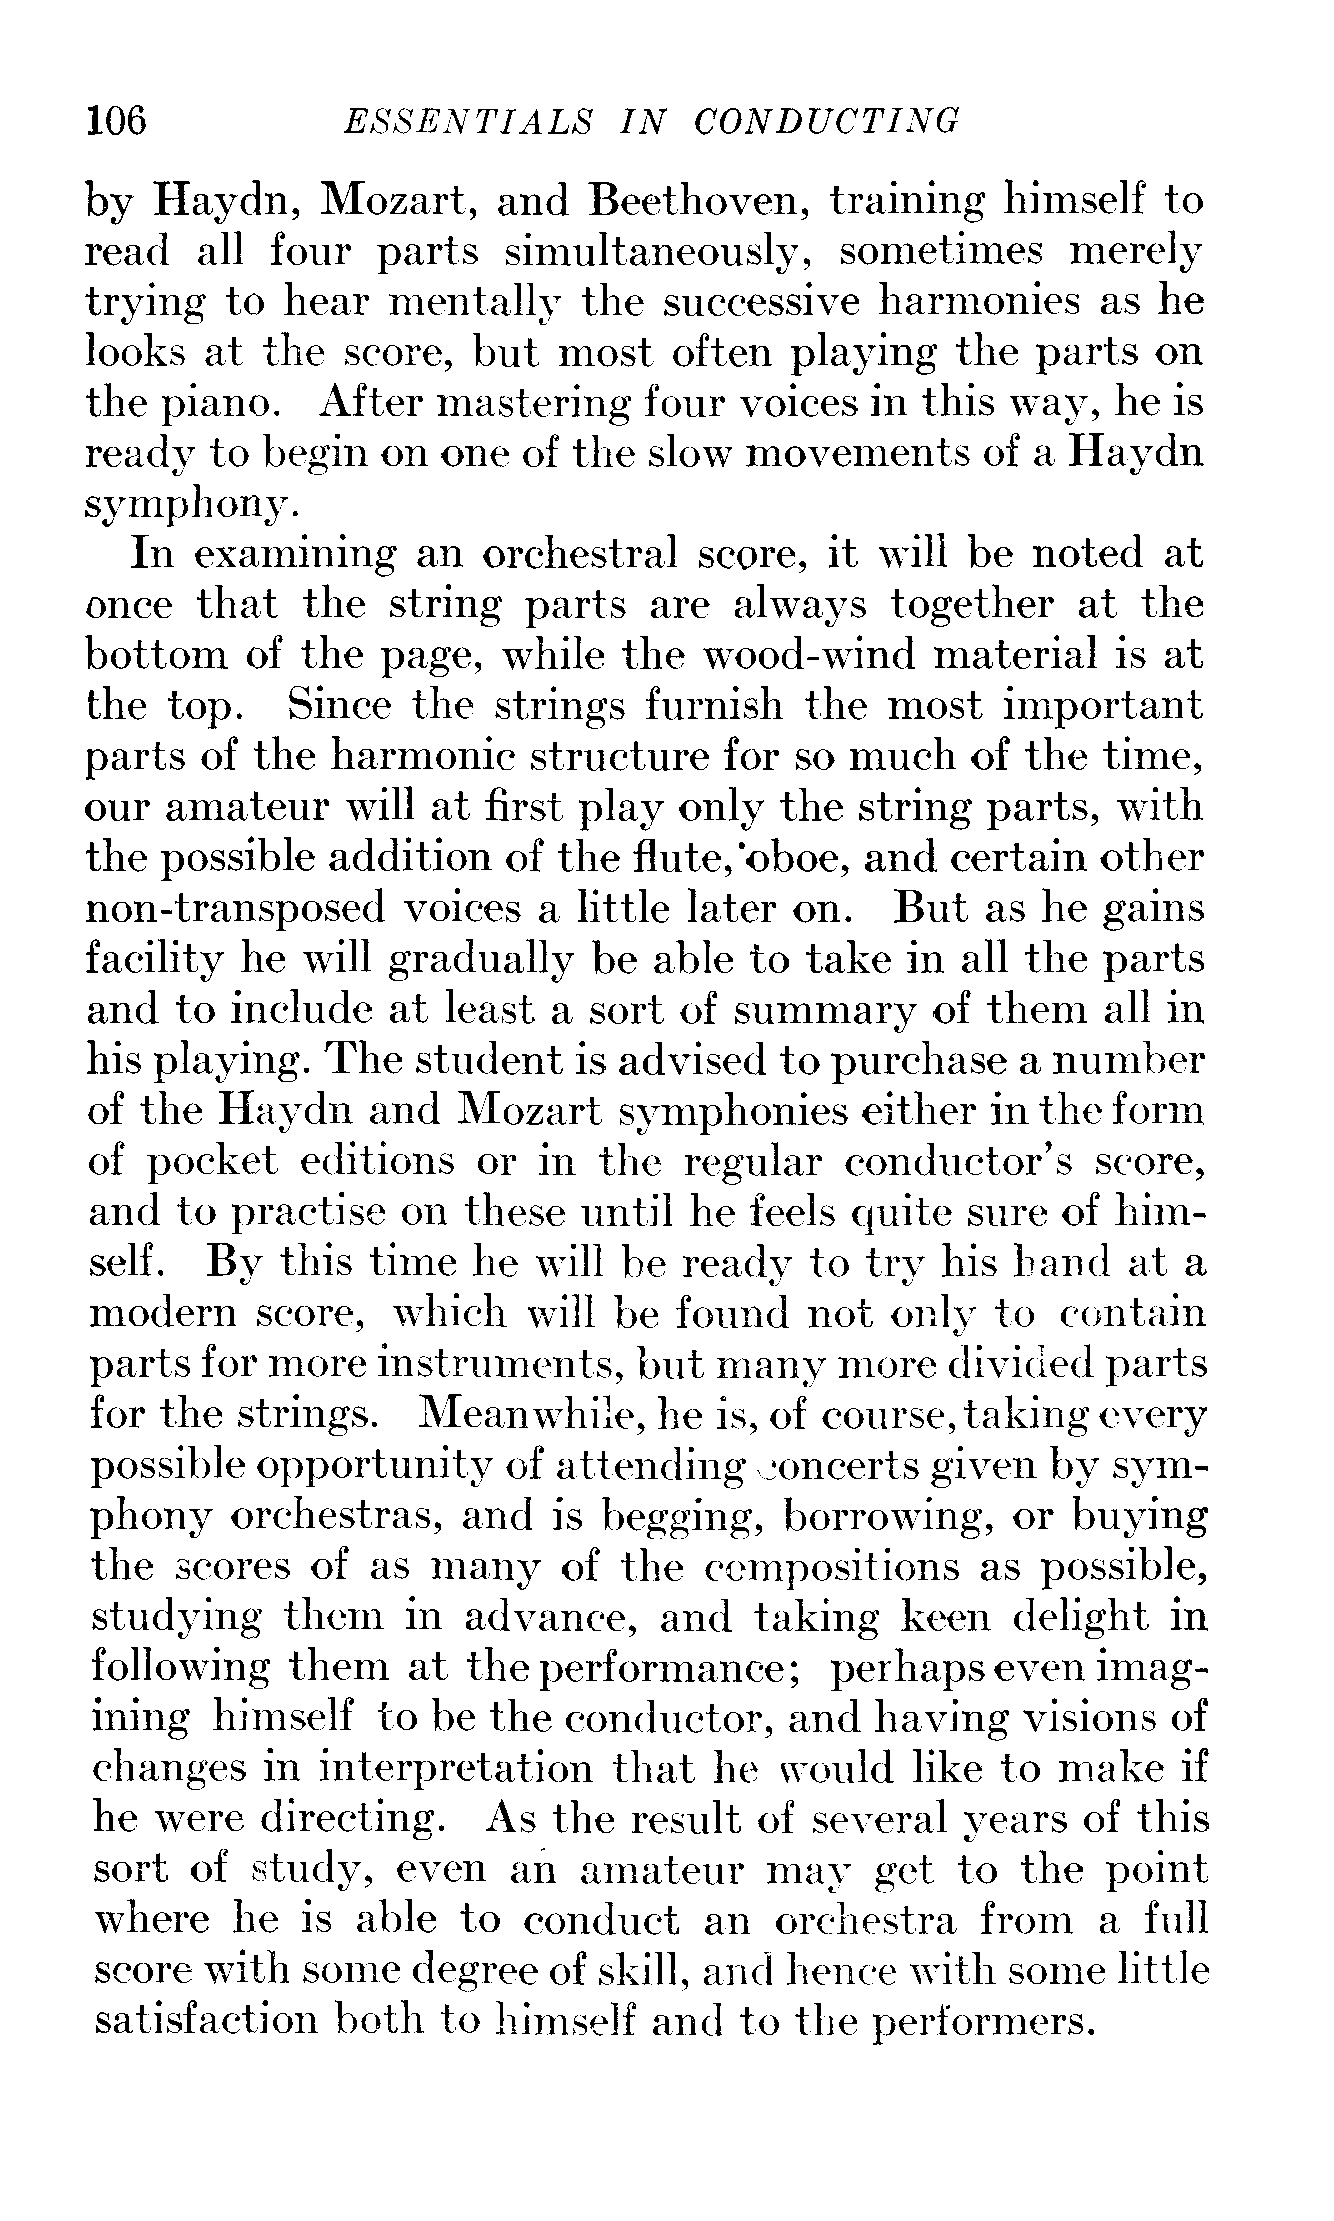 106 ESSENTIALS IN CONDUCTING
by Haydn, Mozart, and Beethoven, training himself to
read all four parts simultaneously, sometimes merely
trying to hear mentally the successive harmonies as he
looks at the score, but most often playing the parts on
the piano. After mastering four voices in this way, he is
ready to begin on one of the slow movements of a Haydn
symphony.
In examining an orchestral score, it will be noted at
once that the string parts are always together at the
bottom of the page, while the wood-wind material is at
the top. Since the strings furnish the most important
parts of the harmonic structure for so much of the time,
our amateur will at first play only the string parts, with
the possible addition of the flute, oboe, and certain other
non-transposed voices a little later on. But as he gains
facility he will gradually be able to take in all the parts
and to include at least a sort of summary of them all in
his playing. The student is advised to purchase a number
of the Haydn and Mozart symphonies either in the form
of pocket editions or in the regular conductor's score,
and to practise on these until he feels quite sure of him-
self. By this time he will be ready to try his hand at a
modern score, which will be found not only to contain
parts for more instruments, but many more divided parts
for the strings. Meanwhile, he is, of course, taking every
possible opportunity of attending concerts given by sym-
phony orchestras, and is begging, borrowing, or buying
the scores of as many of the compositions as possible,
studying them in advance, and taking keen delight in
following them at the performance; perhaps even imag-
ining himself to be the conductor, and having visions of
changes in interpretation that he would like to make if
he were directing. As the result of several years of this
sort of study, even an amateur may get to the point
where he is able to conduct an orchestra from a full
score with some degree of skill, and hence with some little
satisfaction both to himself and to the performers.